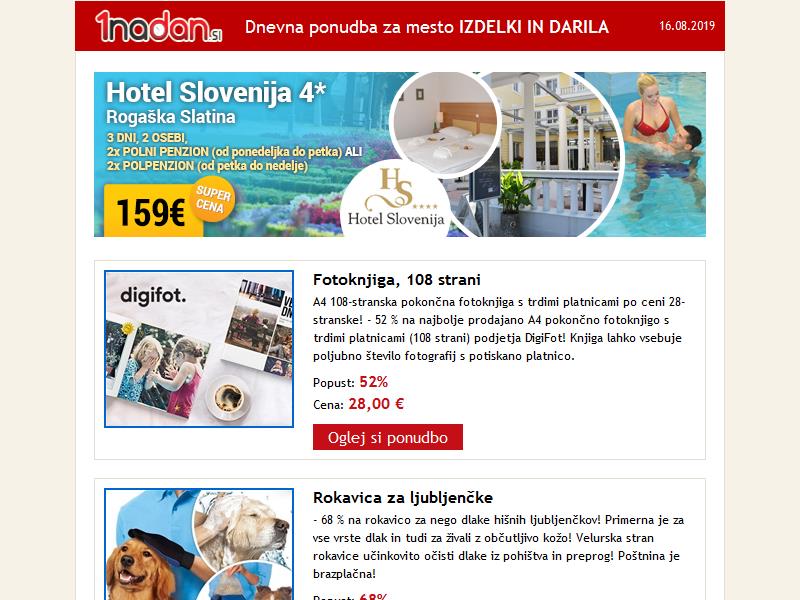 1nadan.si
Dnevna ponudba za mesto IZDELKI IN DARILA
16.08.2019
Hotel Slovenija 4*
Rogaška Slatina
3 DNI, 2 OSEBI,
2x POLNI PENZION (od ponedeljka do petka) ALI
2x POLPENZION (od petka do nedelje)
159€
SUPER
CENA
HS
Hotel Slovenija
digifot.
Fotoknjiga, 108 strani
A4 108-stranska pokončna fotoknjiga s trdimi platnicami po ceni 28-
stranske! - 52 % na najbolje prodajano A4 pokončno fotoknjigo s
trdimi platnicami (108 strani) podjetja DigiFot! Knjiga lahko vsebuje
poljubno število fotografij s potiskano platnico.
Popust: 52%
Cena: 28,00 €
Oglej si ponudbo
Rokavica za ljubljenčke
- 68 % na rokavico za nego dlake hišnih ljubljenčkov! Primerna je za
vse vrste dlak in tudi za živali z občutljivo kožo! Velurska stran
rokavice učinkovito očisti dlake iz pohištva in preprog! Poštnina je
brazplačna!
Popust: 68%